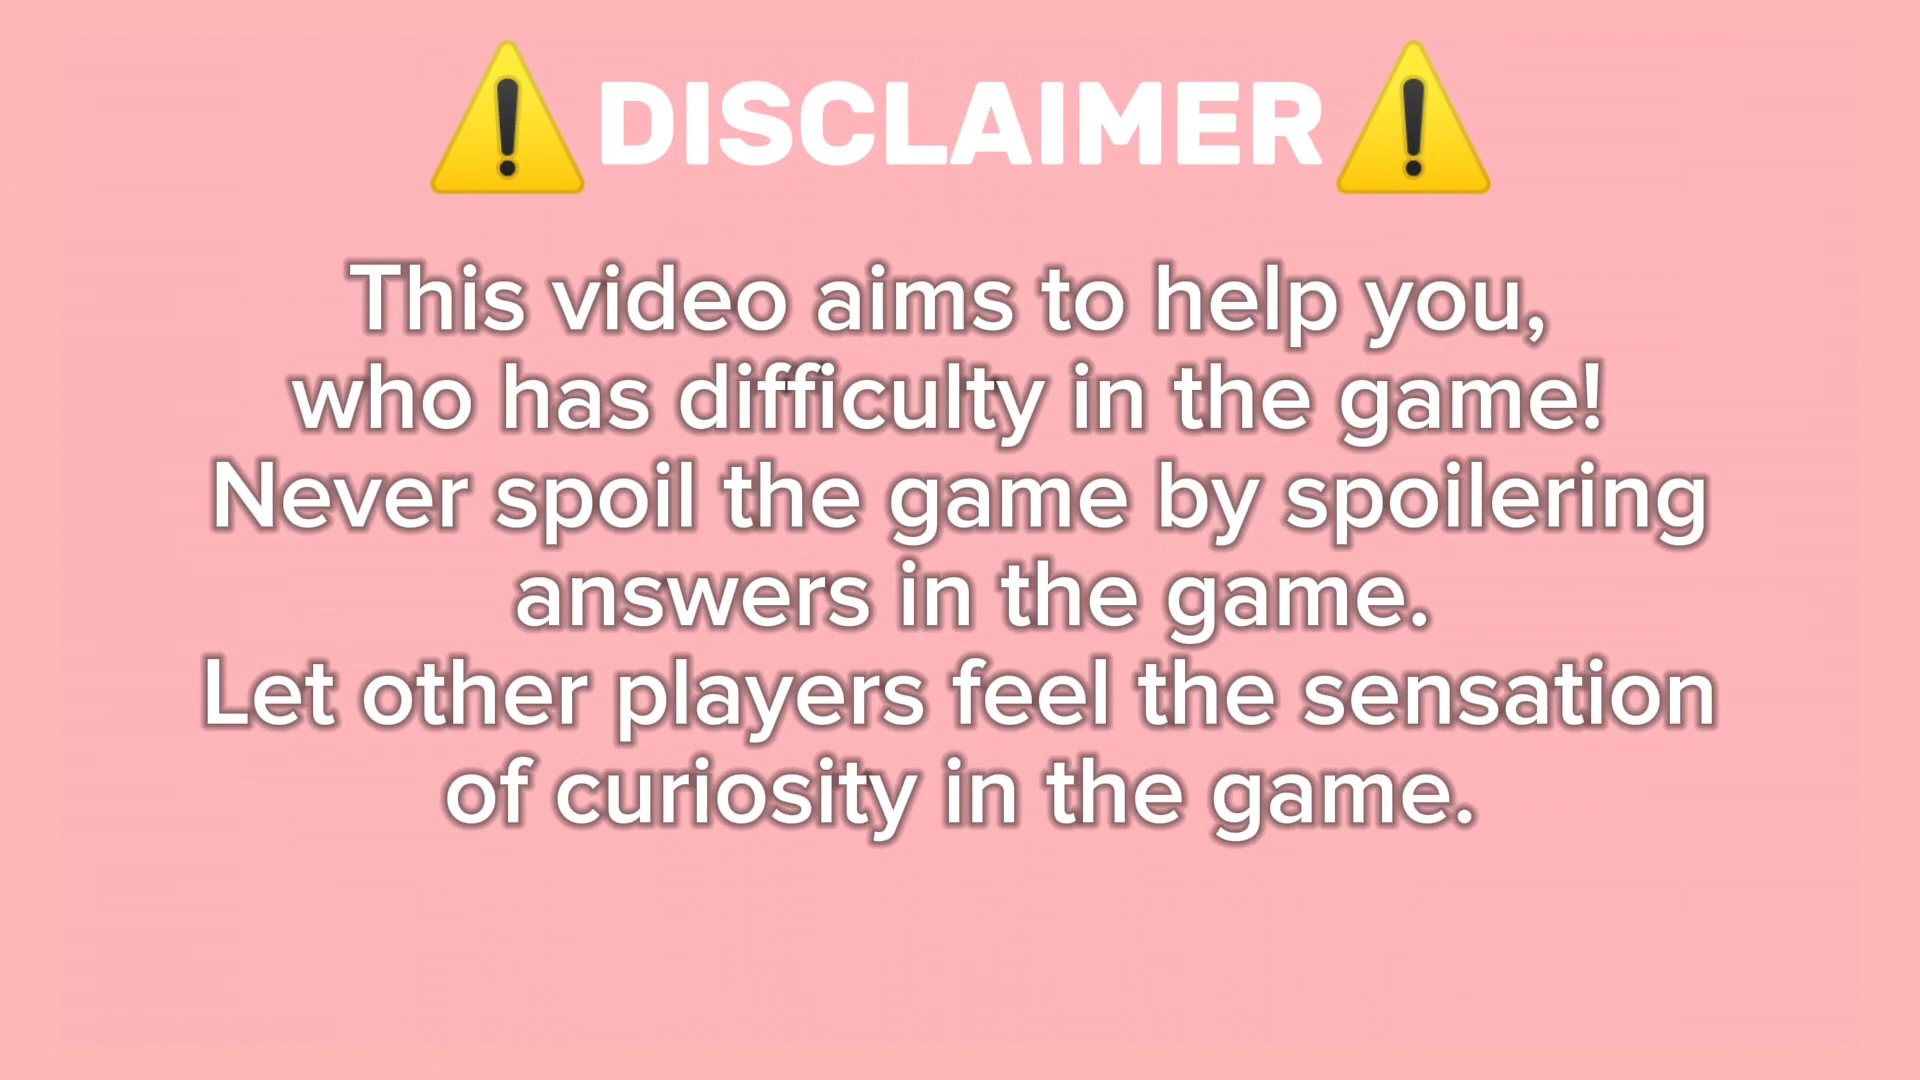 ⚠️DISCLAIMER⚠️
This video aims to help you,
who has difficulty in the game!
Never spoil the game by spoilering
answers in the game.
Let other players feel the sensation
of curiosity in the game.